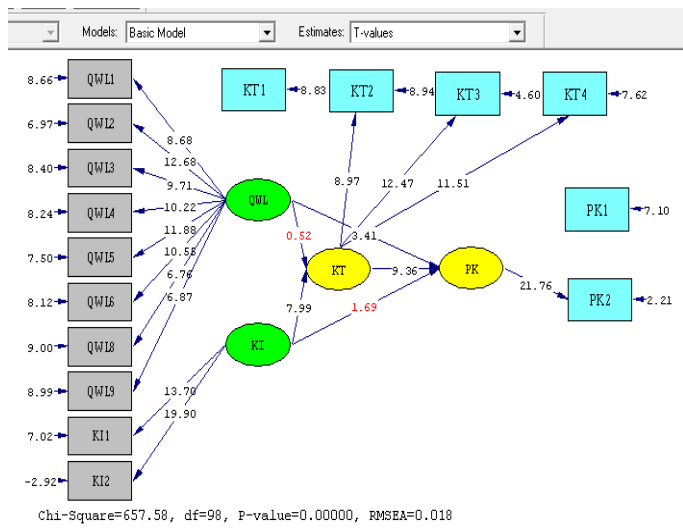 Models: Basic Model Estimates: T-values
8.66 QWL1
6.97 QWL2
8.40 QWL3
8.24 QWL4
7.50 QWL5
8.12 QWL6
9.00 QWL8
8.99 QWL9
7.02 KI1
-2.92 KI2
KT1 8.83 KT2 8.94 KT3 4.60 KT4 7.62
8.68
12.68
9.71
10.22
11.88
10.55
6.76
6.87
13.70
19.90
QWL
KI
8.97 12.47 11.51
0.52 3.41
KT 9.36 PK
7.99 1.69
21.76
PK1 7.10
PK2 2.21
Chi-Square=657.58, df=98, P-value=0.00000, RMSEA=0.018